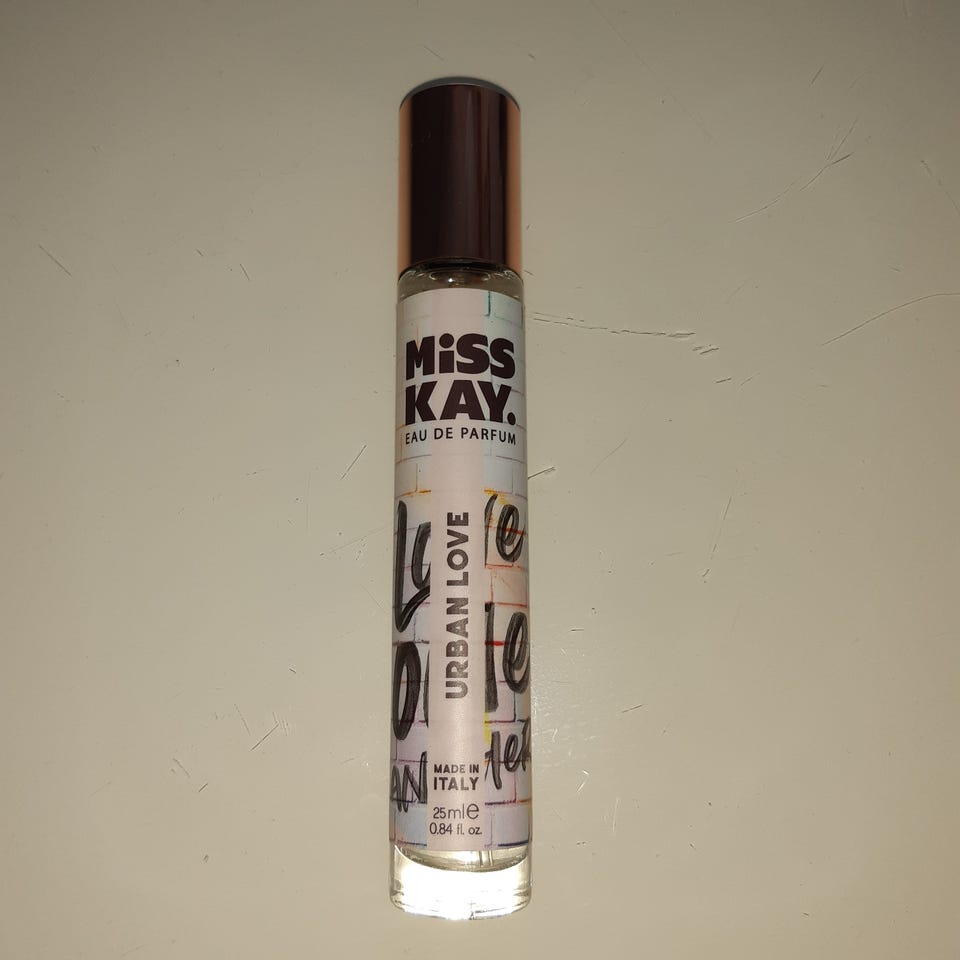 MiSS
KAY.
EAU DE PARFUM
URBAN LOVE
MADE IN
ITALY
25ml e
0.84 fl. oz.